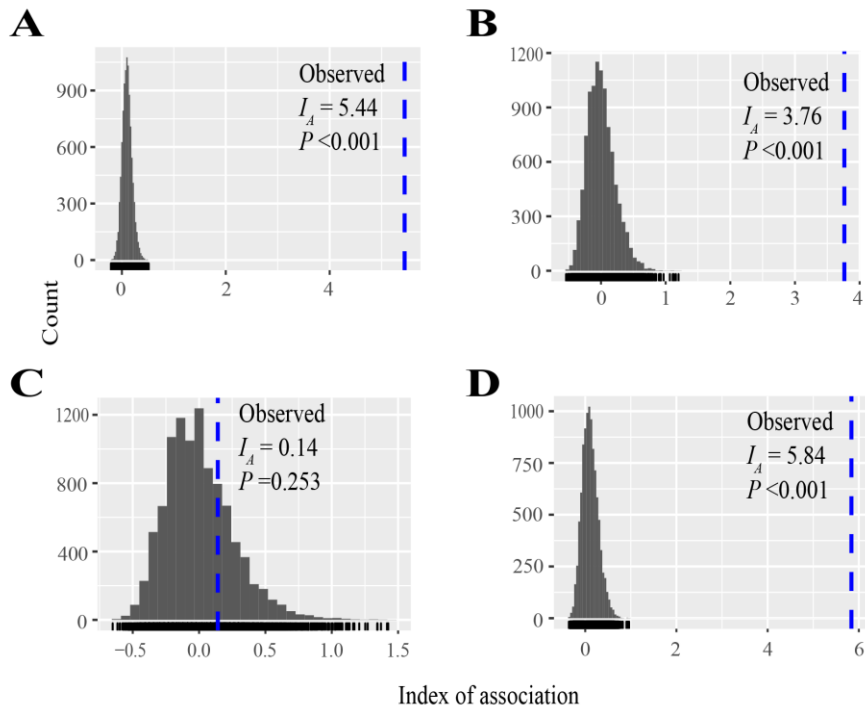 A
900
600
300
0
0
2
4
Observed
I_A = 5.44
P <0.001
B
1200
900
600
300
0
0
1
2
3
4
Observed
I_A = 3.76
P <0.001
Count
C
1200
800
400
0
−0.5
0.0
0.5
1.0
1.5
Observed
I_A = 0.14
P =0.253
D
1000
750
500
250
0
0
2
4
6
Observed
I_A = 5.84
P <0.001
Index of association